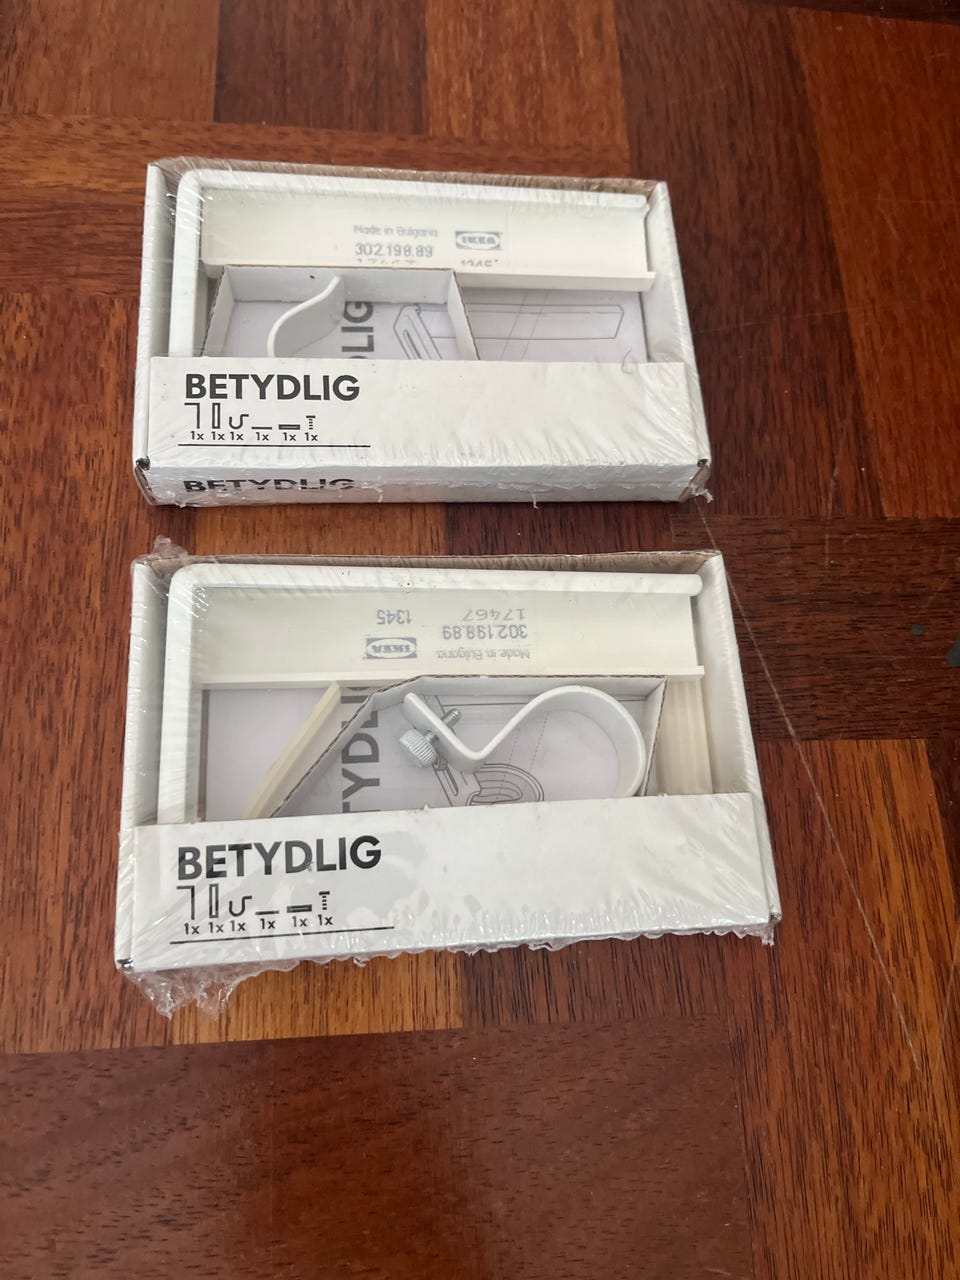 Made in Bulgaria
IKEA
302.198.89
1345
BETYDLIG
1x 1x 1x 1x 1x 1x
BETYDLIG
1345
17467
302.198.89
IKEA
Made in Bulgaria
BETYDLIG
1x 1x 1x 1x 1x 1x